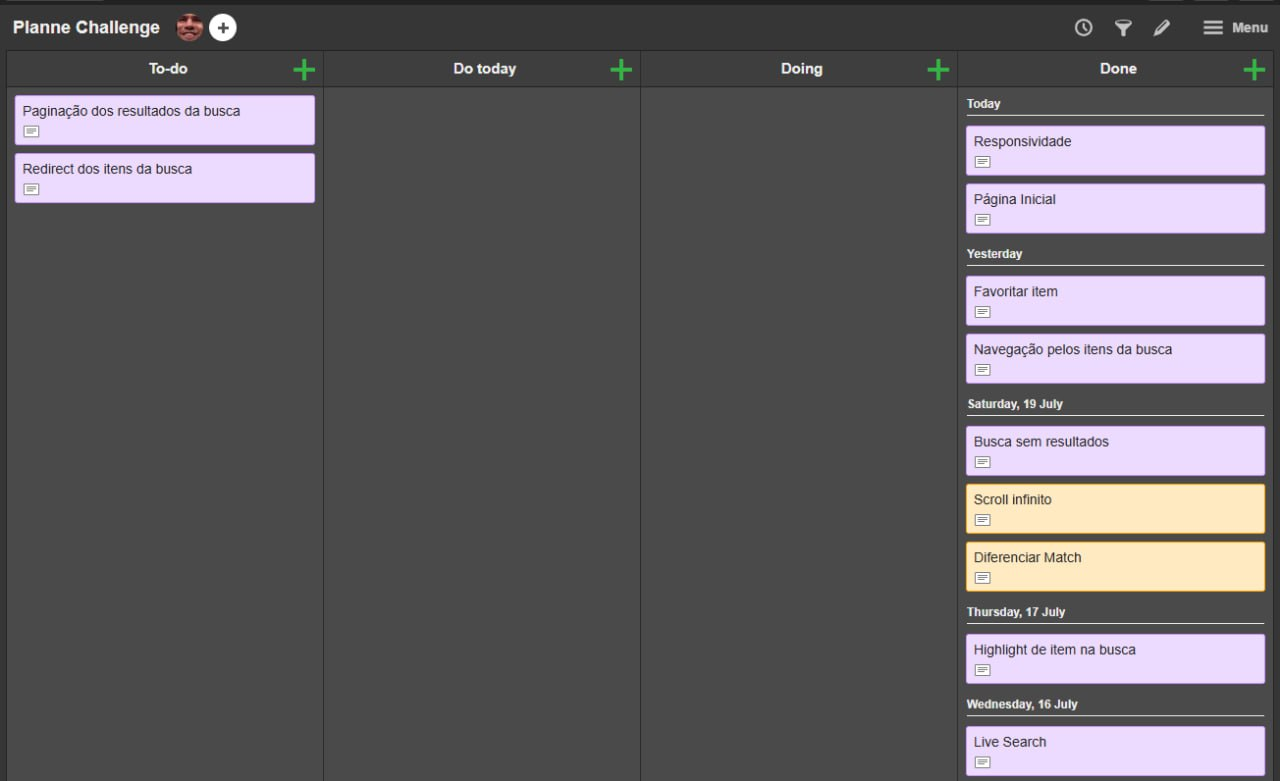 Planne Challenge
Menu
To-do
Do today
Doing
Done
Paginação dos resultados da busca
Redirect dos itens da busca
Today
Responsividade
Página Inicial
Yesterday
Favoritar item
Navegação pelos itens da busca
Saturday, 19 July
Busca sem resultados
Scroll infinito
Diferenciar Match
Thursday, 17 July
Highlight de item na busca
Wednesday, 16 July
Live Search